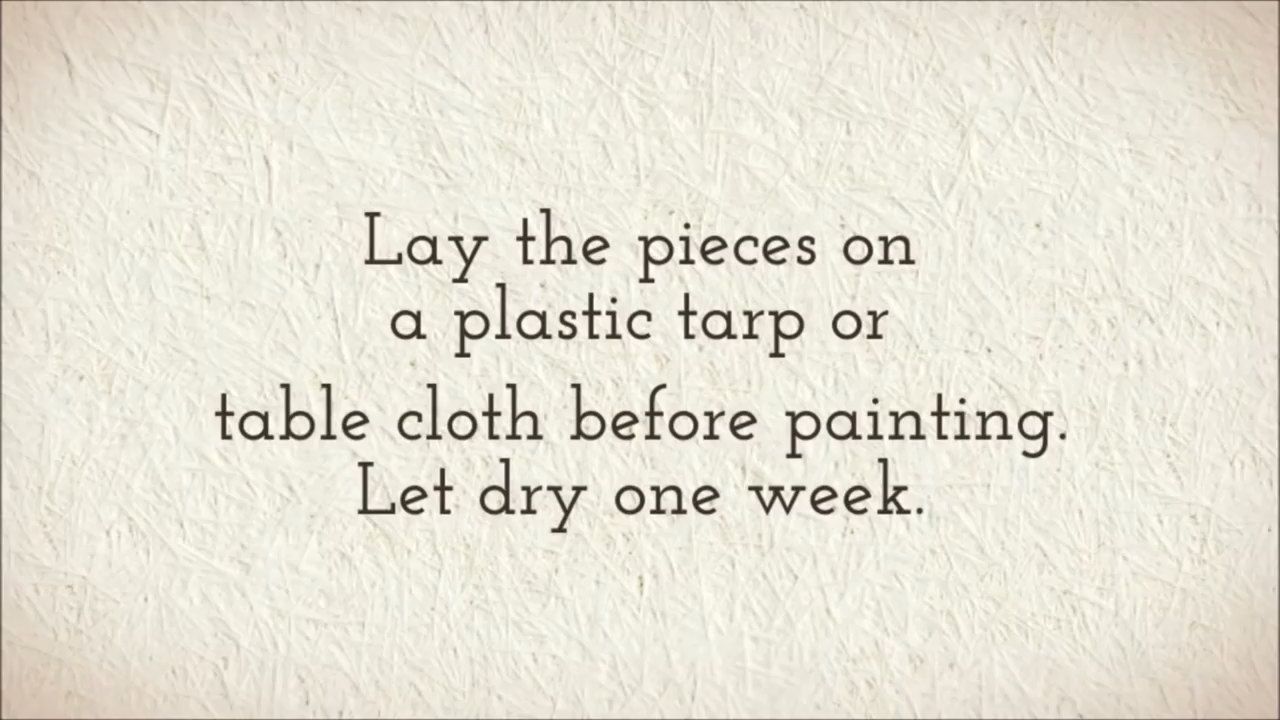 Lay the pieces on
a plastic tarp or
table cloth before painting.
Let dry one week.